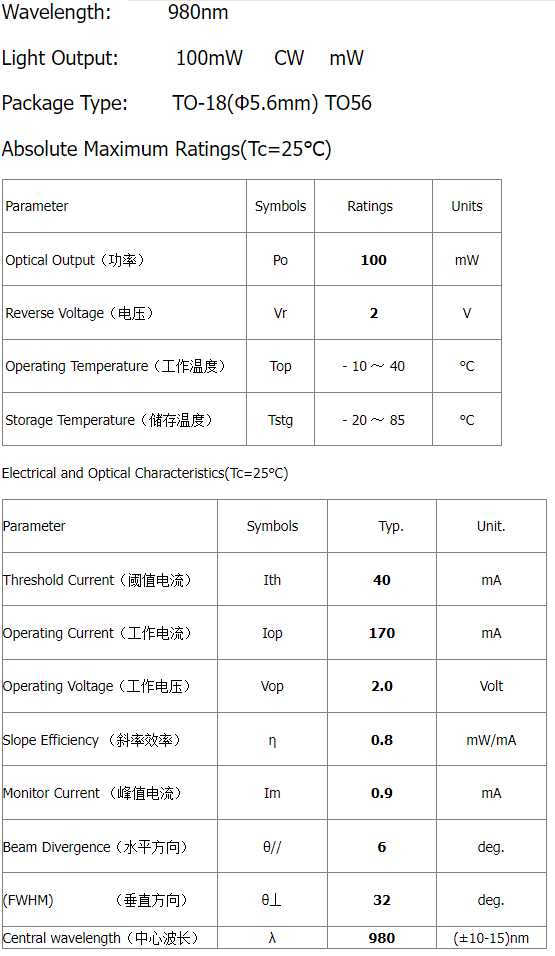 Wavelength: 980nm
Light Output: 100mW CW mW
Package Type: TO-18(Φ5.6mm) TO56
Absolute Maximum Ratings(Tc=25℃)
Parameter Symbols Ratings Units
Optical Output（功率） Po 100 mW
Reverse Voltage（电压） Vr 2 V
Operating Temperature（工作温度） Top - 10 ～ 40 ℃
Storage Temperature（储存温度） Tstg - 20 ～ 85 ℃
Electrical and Optical Characteristics(Tc=25℃)
Parameter Symbols Typ. Unit.
Threshold Current（阈值电流） Ith 40 mA
Operating Current（工作电流） Iop 170 mA
Operating Voltage（工作电压） Vop 2.0 Volt
Slope Efficiency （斜率效率） η 0.8 mW/mA
Monitor Current （峰值电流） Im 0.9 mA
Beam Divergence（水平方向） θ// 6 deg.
(FWHM) （垂直方向） θ⊥ 32 deg.
Central wavelength（中心波长） λ 980 (±10-15)nm